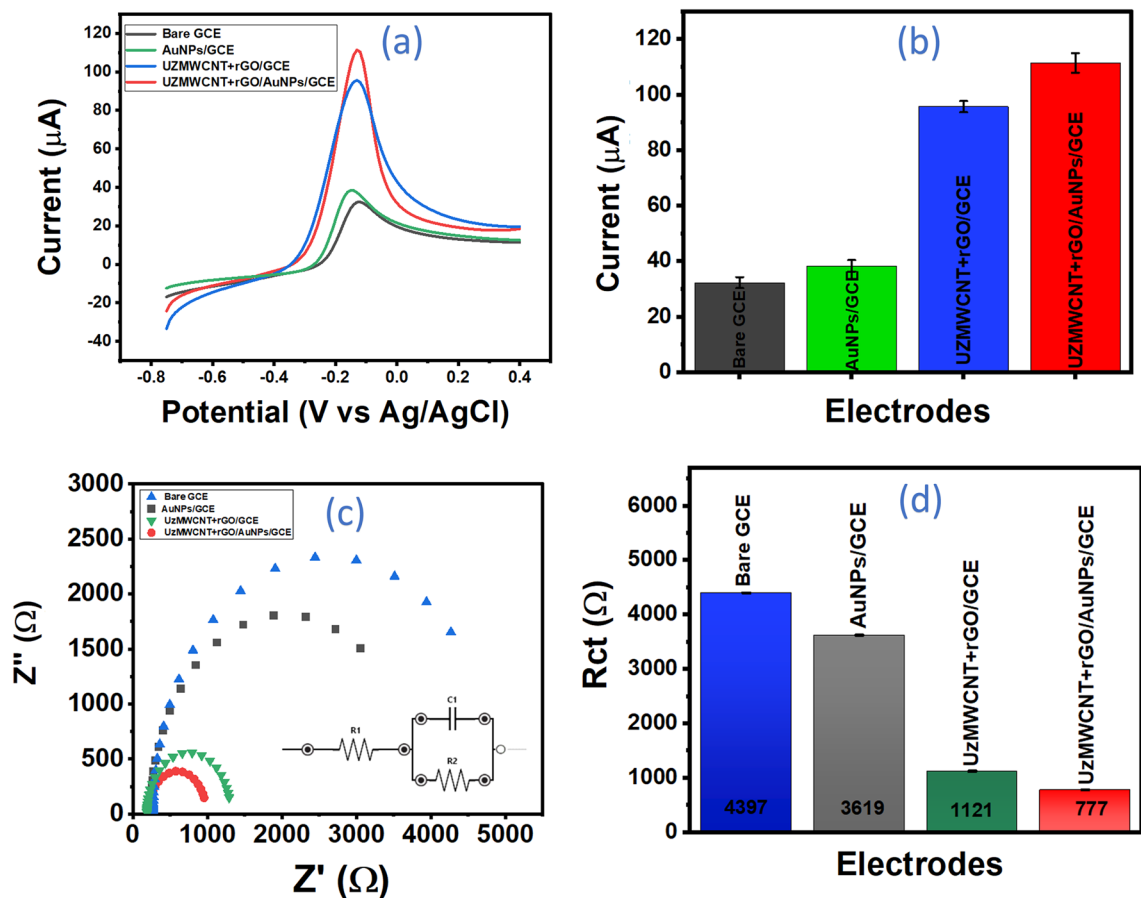 (a)
Bare GCE
AuNPs/GCE
UZMWCNT+rGO/GCE
UZMWCNT+rGO/AuNPs/GCE
120
100
80
60
40
20
0
-20
-40
Current (μA)
-0.8 -0.6 -0.4 -0.2 0.0 0.2 0.4
Potential (V vs Ag/AgCl)
(b)
120
100
80
60
40
20
0
Current (μA)
Bare GCE
AuNPs/GCE
UZMWCNT+rGO/GCE
UZMWCNT+rGO/AuNPs/GCE
Electrodes
(c)
Bare GCE
AuNPs/GCE
UzMWCNT+rGO/GCE
UzMWCNT+rGO/AuNPs/GCE
3000
2500
2000
1500
1000
500
0
Z'' (Ω)
R1
C1
R2
0 1000 2000 3000 4000 5000
Z' (Ω)
(d)
6000
5000
4000
3000
2000
1000
0
Rct (Ω)
Bare GCE
AuNPs/GCE
UzMWCNT+rGO/GCE
UzMWCNT+rGO/AuNPs/GCE
4397 3619 1121 777
Electrodes